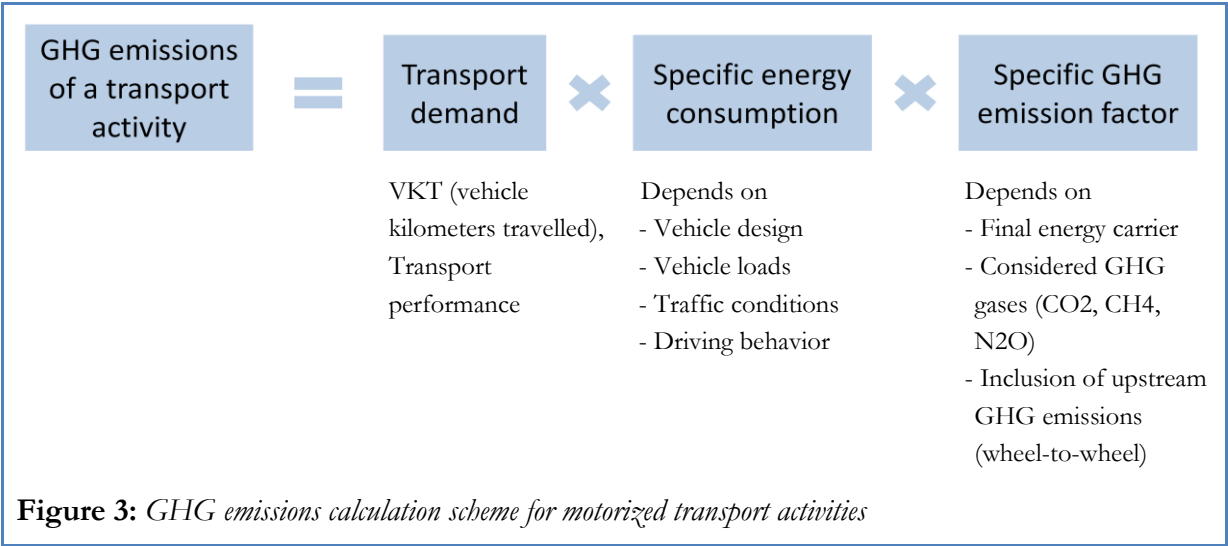 GHG emissions
of a transport
activity
=
Transport
demand
×
Specific energy
consumption
×
Specific GHG
emission factor
VKT (vehicle
kilometers travelled),
Transport
performance
Depends on
- Vehicle design
- Vehicle loads
- Traffic conditions
- Driving behavior
Depends on
- Final energy carrier
- Considered GHG
gases (CO2, CH4,
N2O)
- Inclusion of upstream
GHG emissions
(wheel-to-wheel)
Figure 3: GHG emissions calculation scheme for motorized transport activities